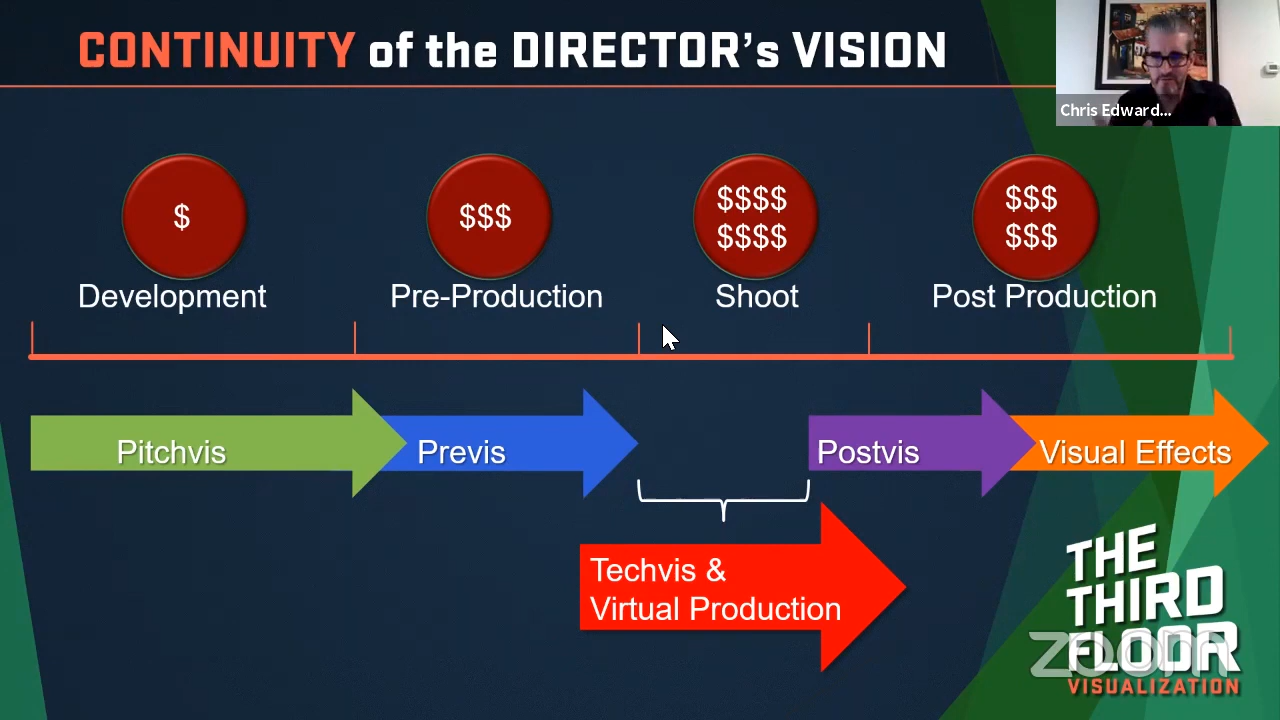 CONTINUITY of the DIRECTOR's VISION
Chris Edward...
$
$$$
$$$$
$$$$
$$$
$$$
Development
Pre-Production
Shoot
Post Production
Pitchvis
Previs
Postvis
Visual Effects
Techvis &
Virtual Production
THE
THIRD
FLOOR
zoom
VISUALIZATION